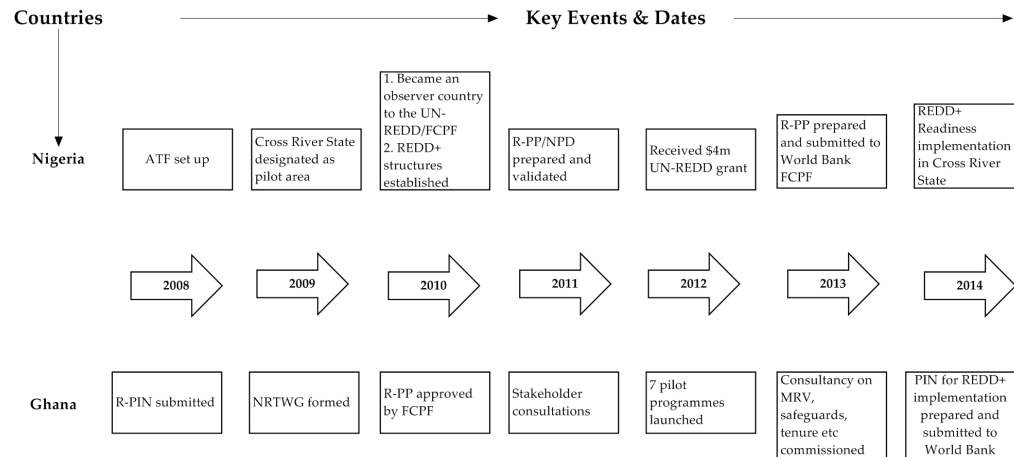 Countries
Key Events & Dates
Nigeria
ATF set up
Cross River State
designated as
pilot area
1. Became an
observer country
to the UN-
REDD/FCPF
2. REDD+
structures
established
R-PP/NPD
prepared and
validated
Received $4m
UN-REDD grant
R-PP prepared
and submitted to
World Bank
FCPF
REDD+
Readiness
implementation
in Cross River
State
2008
2009
2010
2011
2012
2013
2014
Ghana
R-PIN submitted
NRTWG formed
R-PP approved
by FCPF
Stakeholder
consultations
7 pilot
programmes
launched
Consultancy on
MRV,
safeguards,
tenure etc
commissioned
PIN for REDD+
implementation
prepared and
submitted to
World Bank